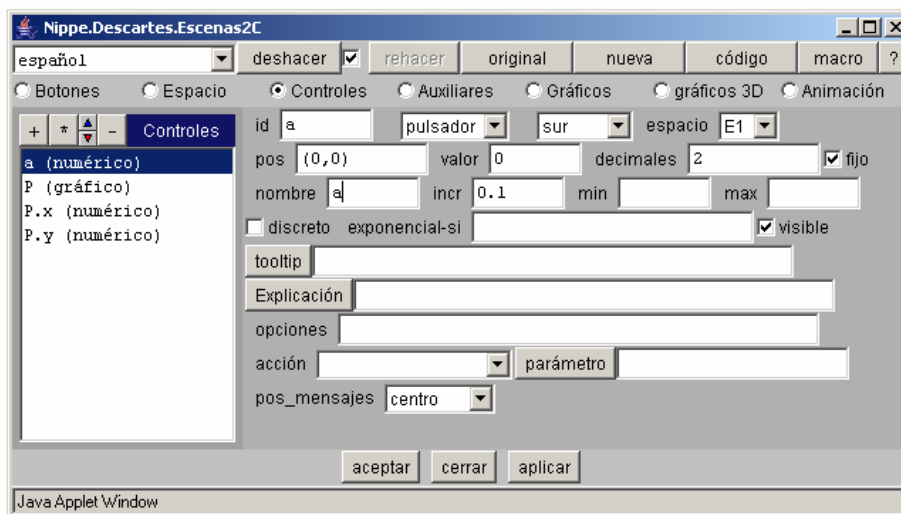 Nippe.Descartes.Escenas2C
español deshacer rehacer original nueva código macro ?
Botones Espacio Controles Auxiliares Gráficos gráficos 3D Animación
+ * - Controles id a pulsador sur espacio E1
a (numérico) pos (0,0) valor 0 decimales 2 fijo
P (gráfico) nombre a incr 0.1 min max
P.x (numérico)
P.y (numérico) discreto exponencial-si visible
tooltip
Explicación
opciones
acción parámetro
pos_mensajes centro
aceptar cerrar aplicar
Java Applet Window